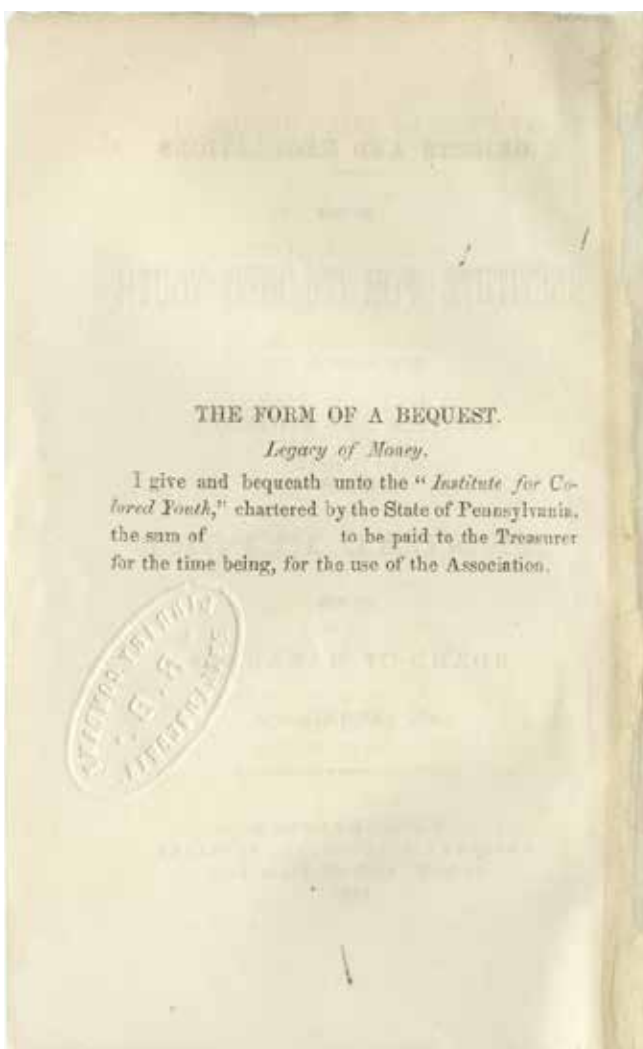 THE FORM OF A BEQUEST.
Legacy of Money.
I give and bequeath unto the " Institute for Co-
lored Youth," chartered by the State of Pennsylvania,
the sum of to be paid to the Treasurer
for the time being, for the use of the Association.